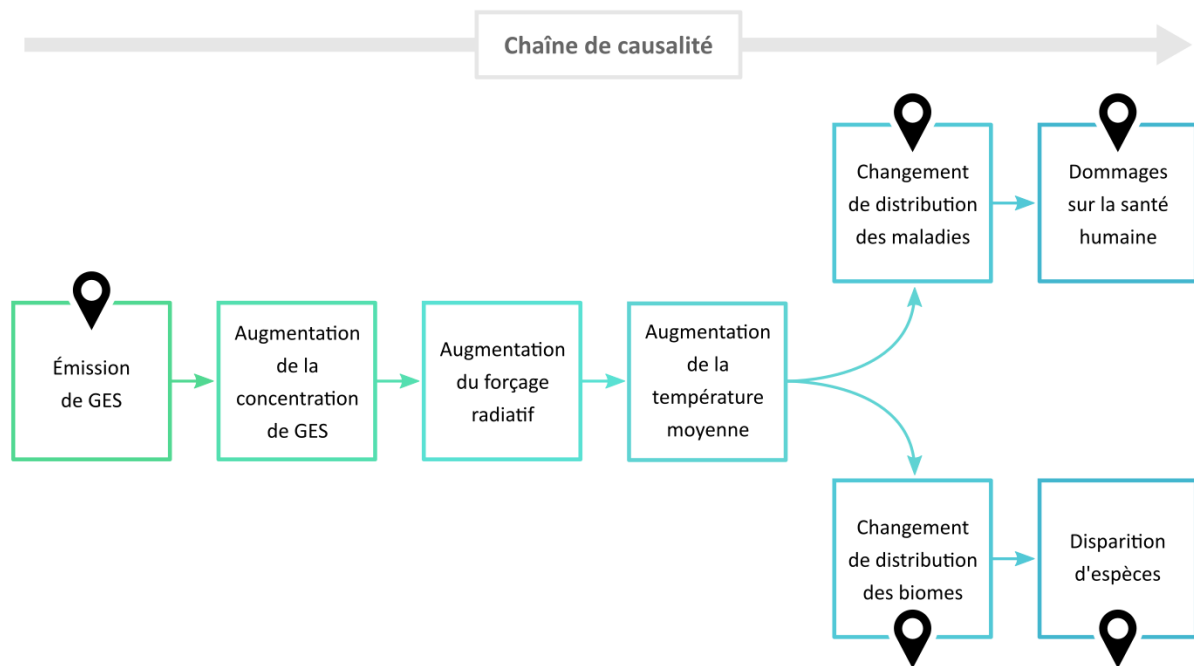 Chaîne de causalité
Changement
de distribution
des maladies
Dommages
sur la santé
humaine
Émission
de GES
Augmentation
de la
concentration
de GES
Augmentation
du forçage
radiatif
Augmentation
de la
température
moyenne
Changement
de distribution
des biomes
Disparition
d'espèces